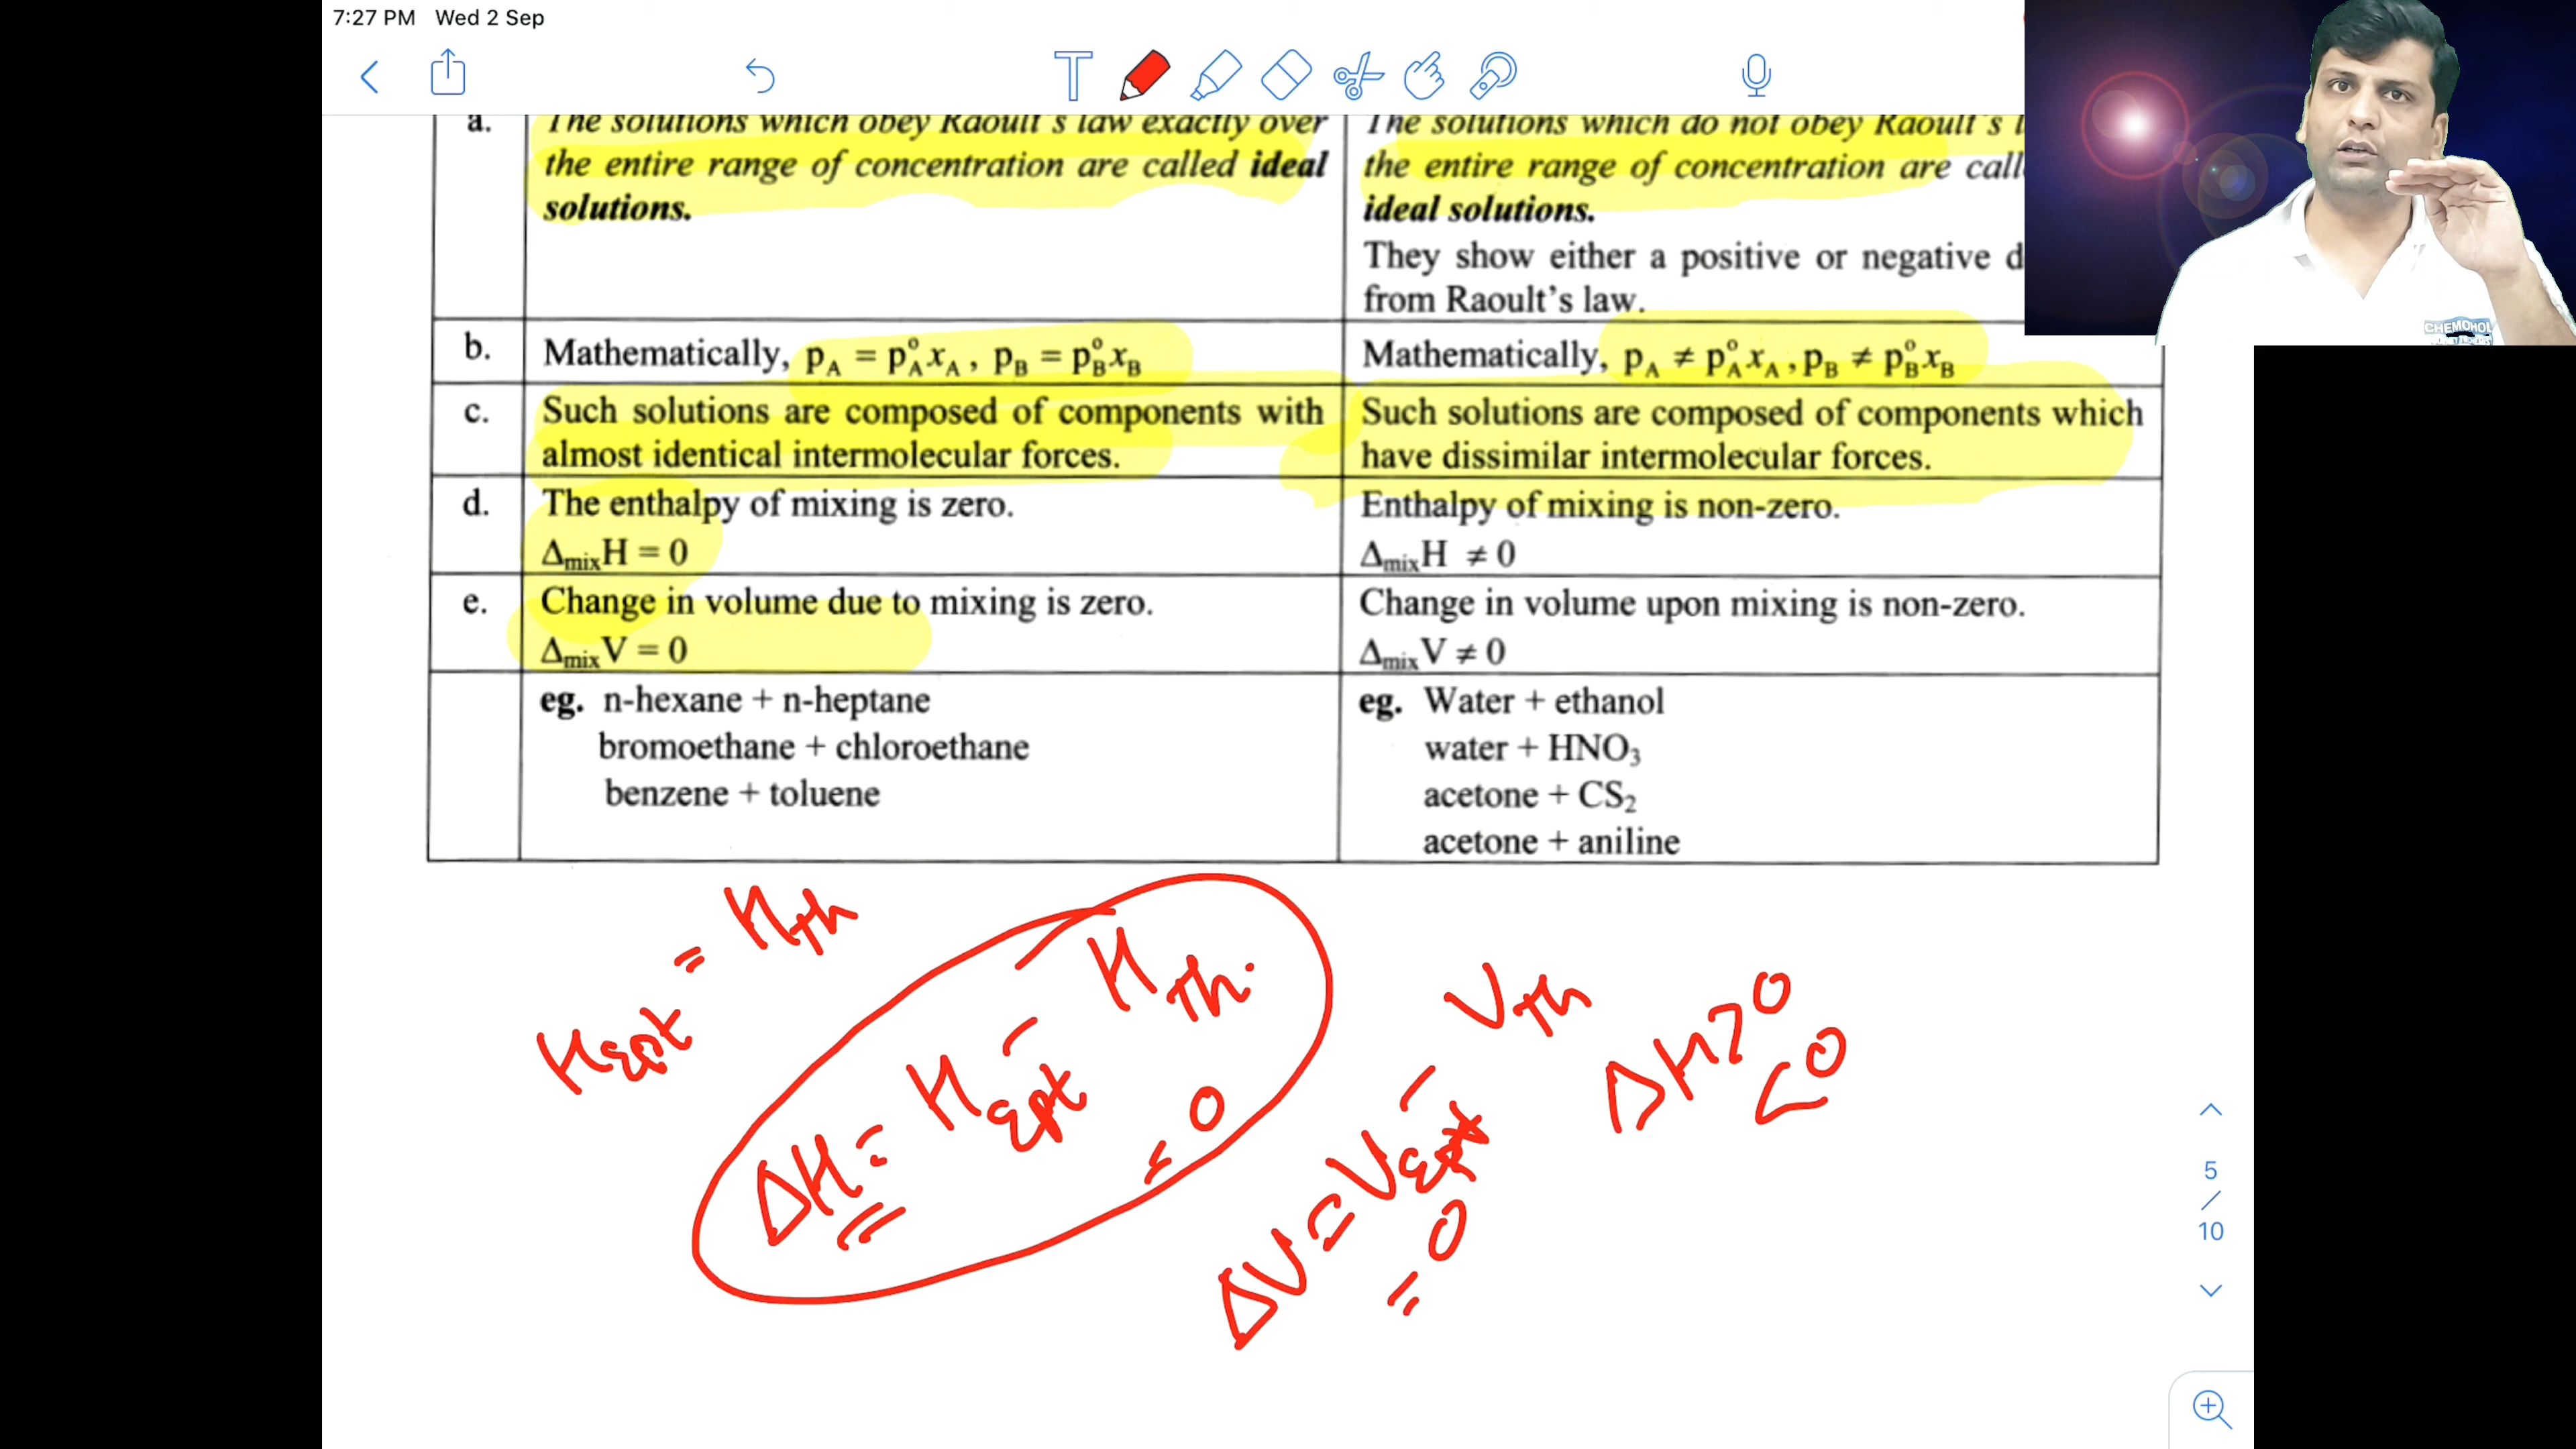 7:27 PM Wed 2 Sep
a.
The solutions which obey Raoult's law exactly over
the entire range of concentration are called ideal
solutions.
The solutions which do not obey Raoult's
the entire range of concentration are
ideal solutions.
They show either a positive or negative
from Raoult's law.
b.
Mathematically, pA = p°A xA , pB = p°B xB
Mathematically, pA ≠ p°A xA , pB ≠ p°B xB
c.
Such solutions are composed of components with
almost identical intermolecular forces.
Such solutions are composed of components which
have dissimilar intermolecular forces.
d.
The enthalpy of mixing is zero.
ΔmixH = 0
Enthalpy of mixing is non-zero.
ΔmixH ≠ 0
e.
Change in volume due to mixing is zero.
ΔmixV = 0
Change in volume upon mixing is non-zero.
ΔmixV ≠ 0
eg. n-hexane + n-heptane
bromoethane + chloroethane
benzene + toluene
eg. Water + ethanol
water + HNO3
acetone + CS2
acetone + aniline
Hept = HTh
ΔH = Hept - HTh.
= 0
ΔV = Vept - VTh
= 0
ΔH > 0
< 0
5
/
10